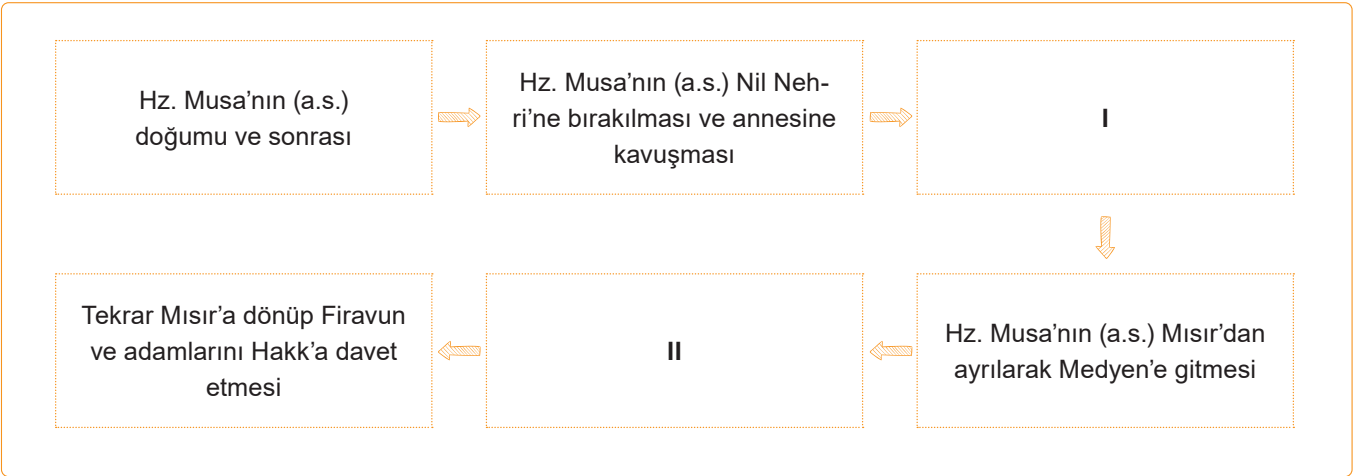 Hz. Musa’nın (a.s.)
doğumu ve sonrası
Hz. Musa’nın (a.s.) Nil Neh-
ri’ne bırakılması ve annesine
kavuşması
I
Hz. Musa’nın (a.s.) Mısır’dan
ayrılarak Medyen’e gitmesi
II
Tekrar Mısır’a dönüp Firavun
ve adamlarını Hakk’a davet
etmesi